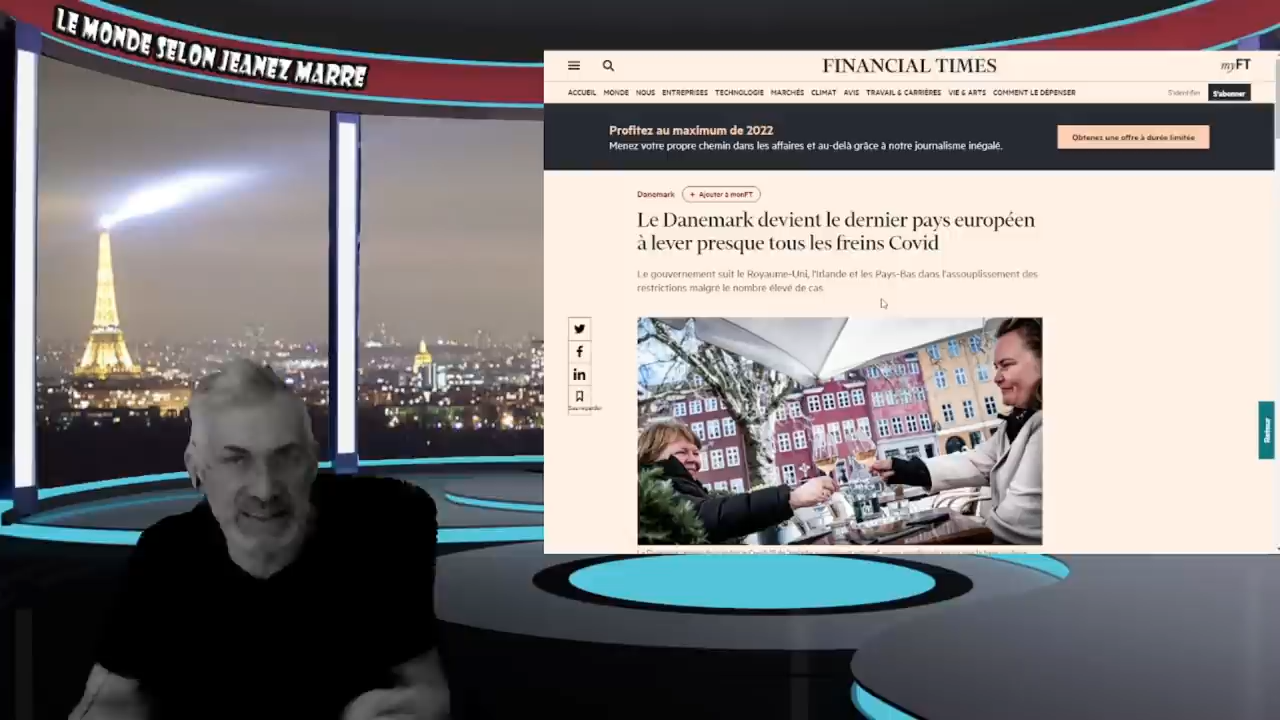 LE MONDE SELON JEANEZ MARRE
FINANCIAL TIMES
myFT
ACCUEIL MONDE NOUS ENTREPRISES TECHNOLOGIE MARCHÉS CLIMAT AVIS TRAVAIL & CARRIÈRES VIE & ARTS COMMENT LE DÉPENSER
S'identifier
S'abonner
Profitez au maximum de 2022
Menez votre propre chemin dans les affaires et au-delà grâce à notre journalisme inégalé.
Obtenez une offre à durée limitée
Danemark
+ Ajouter à monFT
Le Danemark devient le dernier pays européen
à lever presque tous les freins Covid
Le gouvernement suit le Royaume-Uni, l'Irlande et les Pays-Bas dans l'assouplissement des
restrictions malgré le nombre élevé de cas.
in
Sauvegarder
Retour